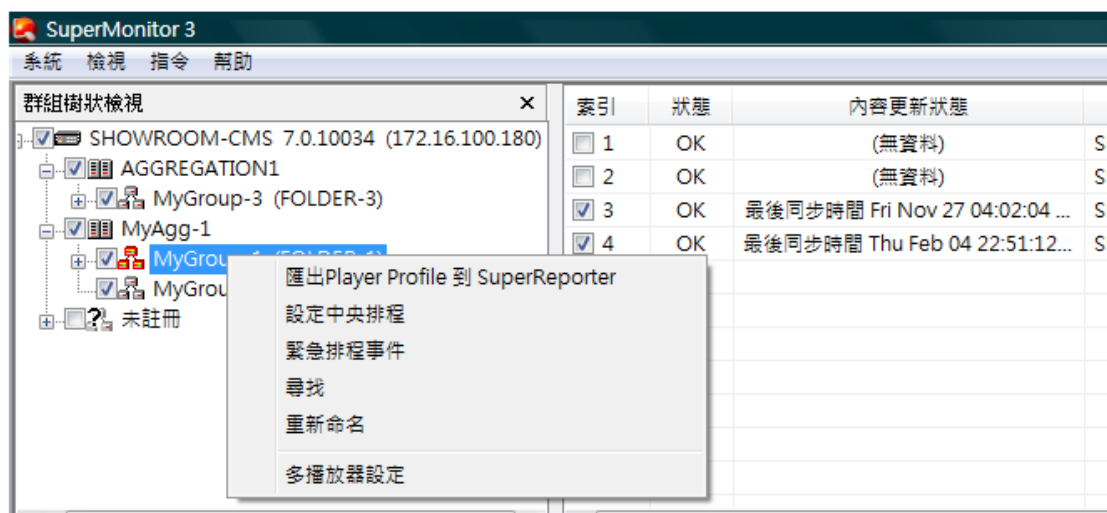 SuperMonitor 3
系統 檢視 指令 幫助
群組樹狀檢視
SHOWROOM-CMS 7.0.10034 (172.16.100.180)
AGGREGATION1
MyGroup-3 (FOLDER-3)
MyAgg-1
MyGroup-1 (FOLDER-1)
MyGrou
未註冊
索引 狀態 內容更新狀態
1 OK (無資料) S
2 OK (無資料) S
3 OK 最後同步時間 Fri Nov 27 04:02:04 ... S
4 OK 最後同步時間 Thu Feb 04 22:51:12... S
匯出Player Profile 到 SuperReporter
設定中央排程
緊急排程事件
尋找
重新命名
多播放器設定